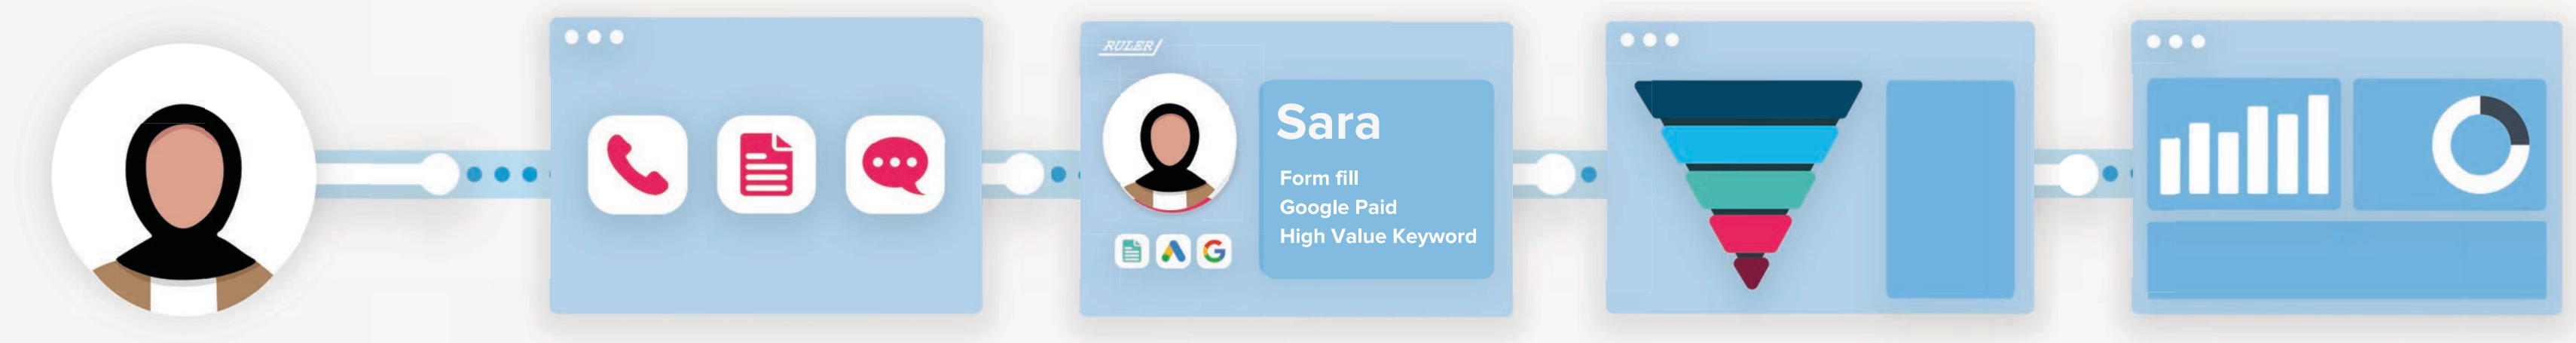 RULER
Sara
Form fill
Google Paid
High Value Keyword